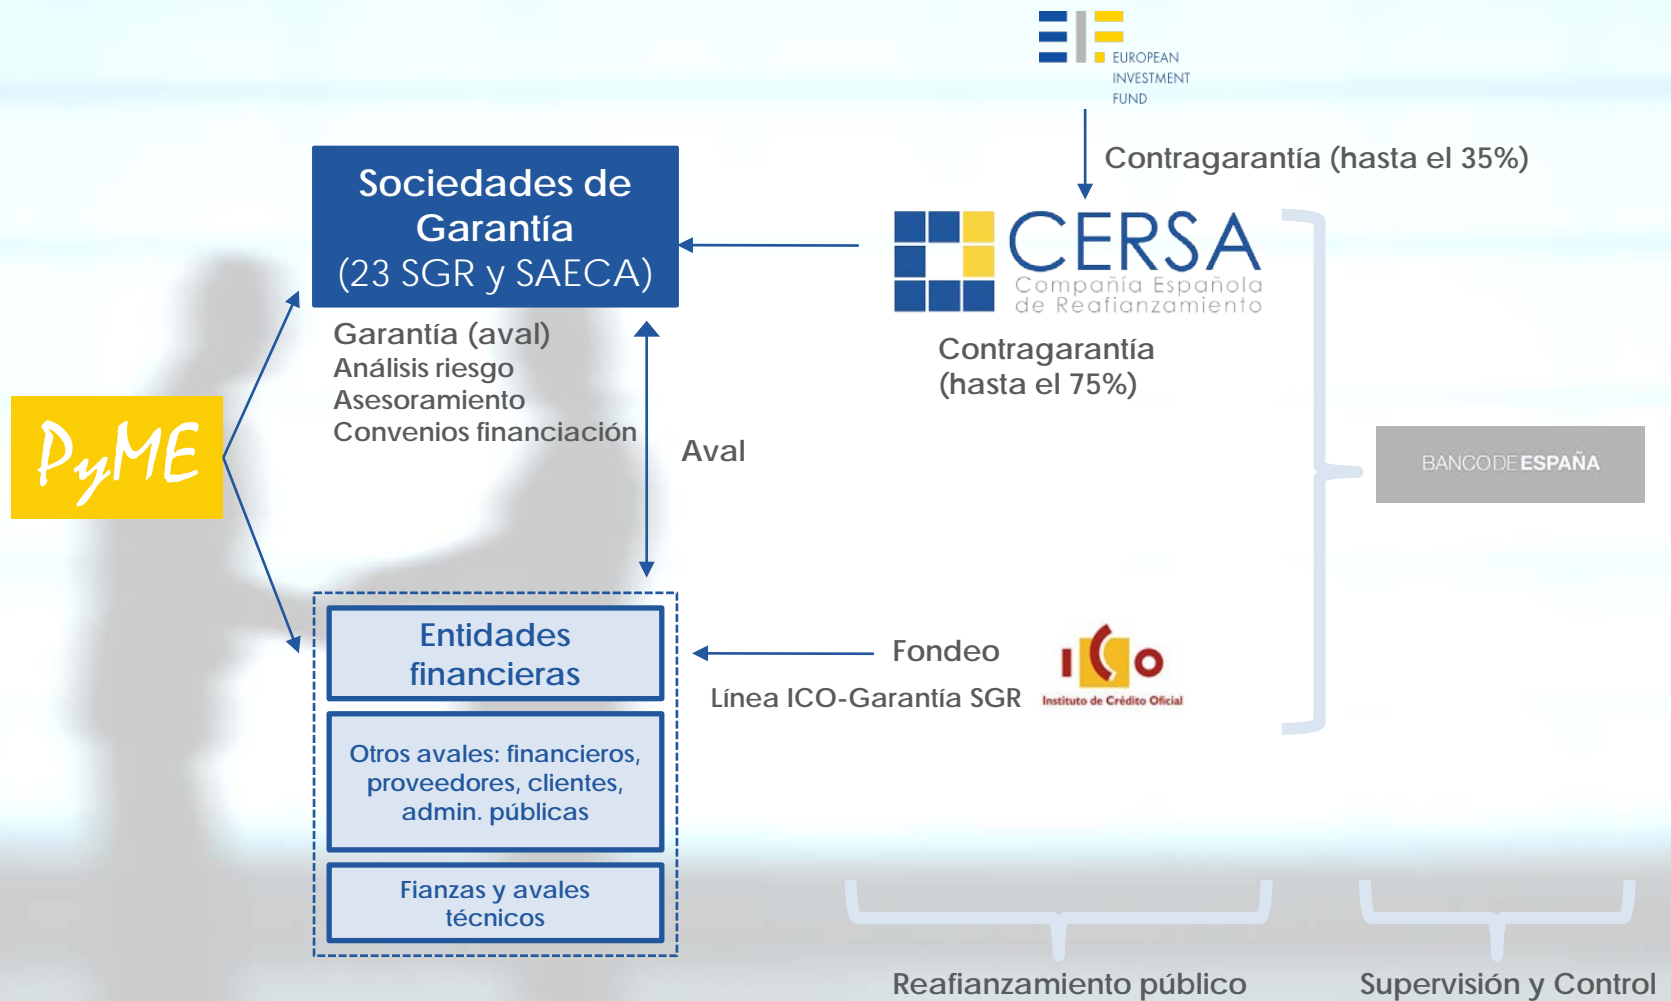 EUROPEAN
INVESTMENT
FUND
Contragarantía (hasta el 35%)
Sociedades de
Garantía
(23 SGR y SAECA)
CERSA
Compañía Española
de Reafianzamiento
Garantía (aval)
Análisis riesgo
Asesoramiento
Convenios financiación
Contragarantía
(hasta el 75%)
PyME
Aval
BANCODEESPAÑA
Entidades
financieras
Fondeo
Línea ICO-Garantía SGR
ICO
Instituto de Crédito Oficial
Otros avales: financieros,
proveedores, clientes,
admin. públicas
Fianzas y avales
técnicos
Reafianzamiento público
Supervisión y Control